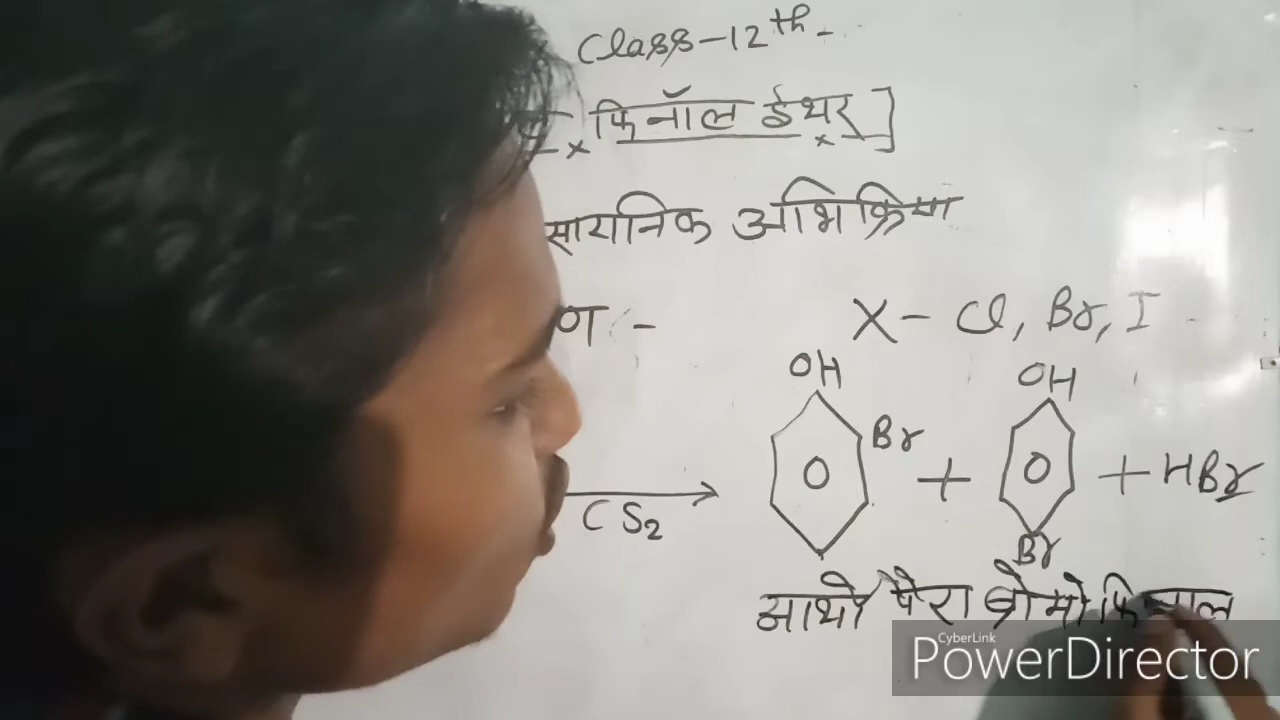 Class-12th-
फिनॉल ईथर]
सायनिक अभिक्रिया
ण :- X- Cl, Br, I
OH OH
Br + + HBr
CS2
Br
आर्थो पैरा ब्रोमो फिनाल
CyberLink
PowerDirector